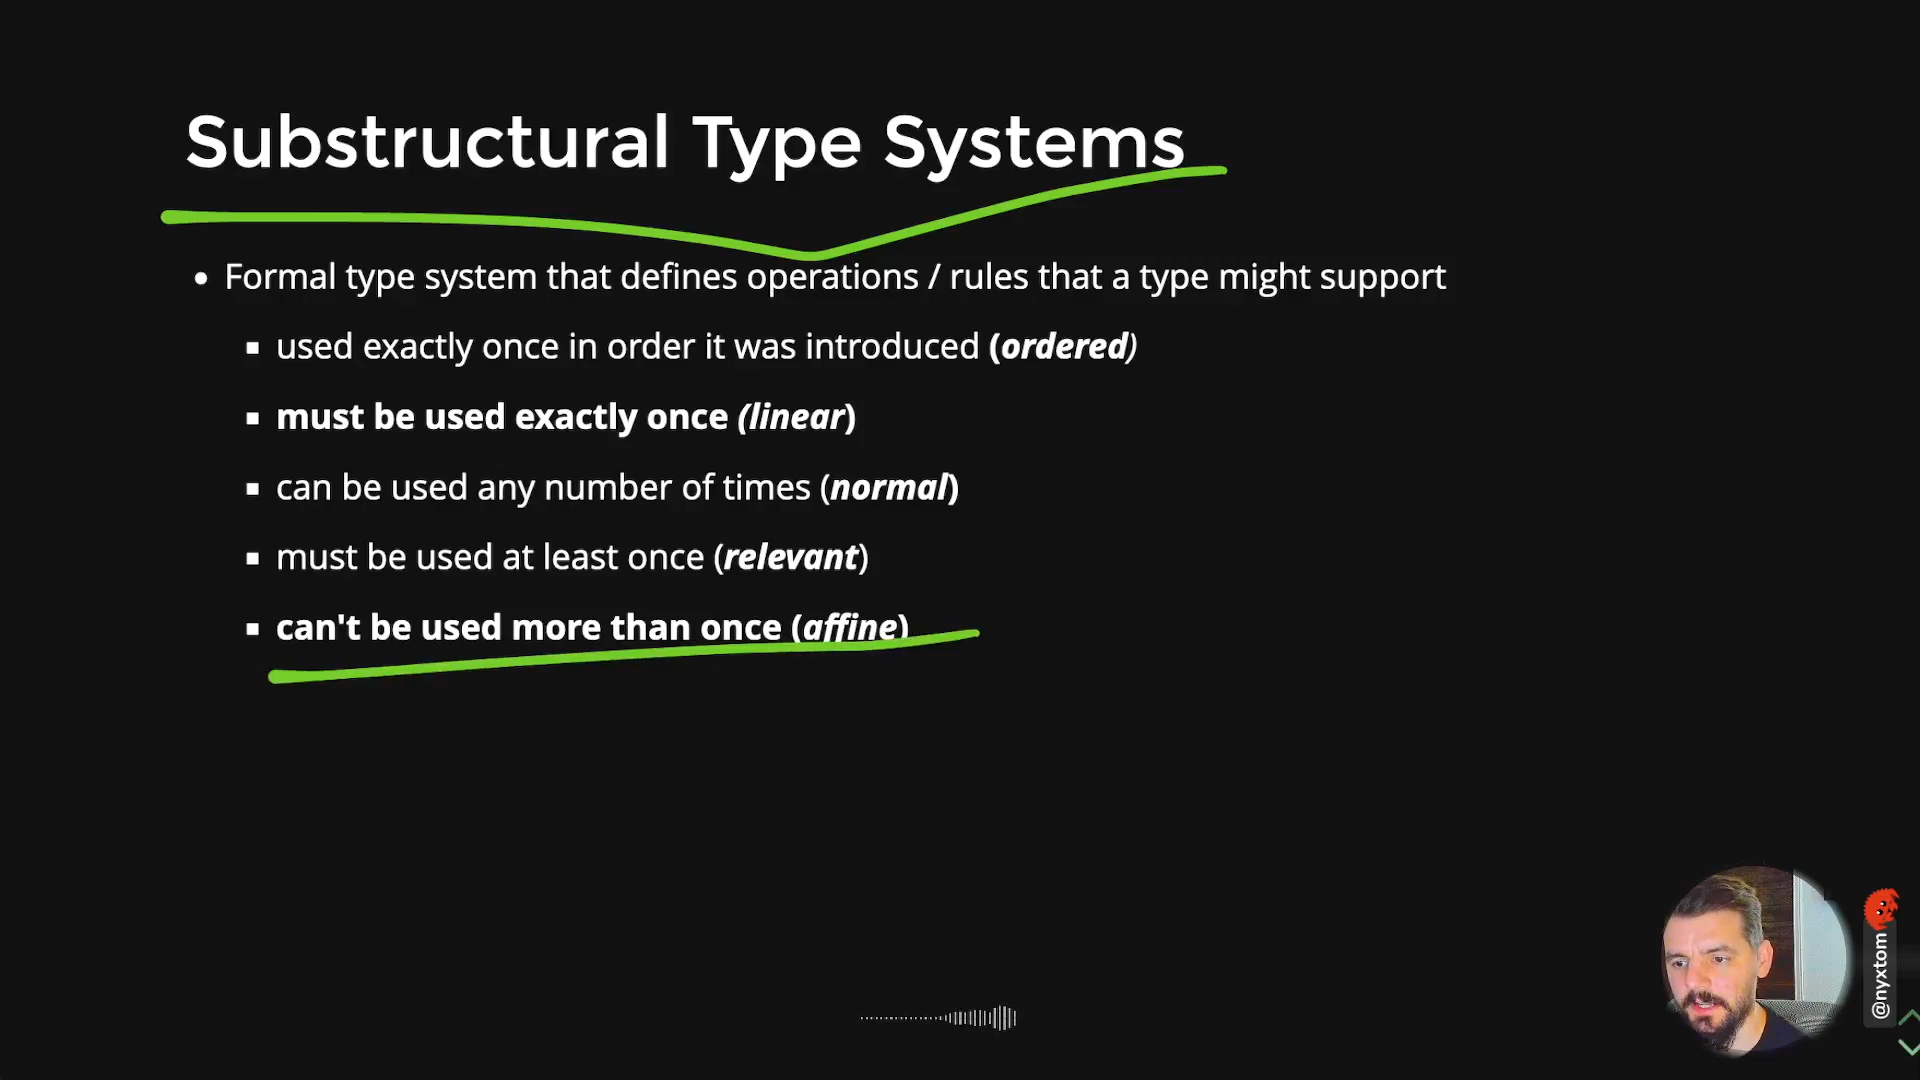 Substructural Type Systems
Formal type system that defines operations / rules that a type might support
used exactly once in order it was introduced (ordered)
must be used exactly once (linear)
can be used any number of times (normal)
must be used at least once (relevant)
can't be used more than once (affine)
@nyxtom